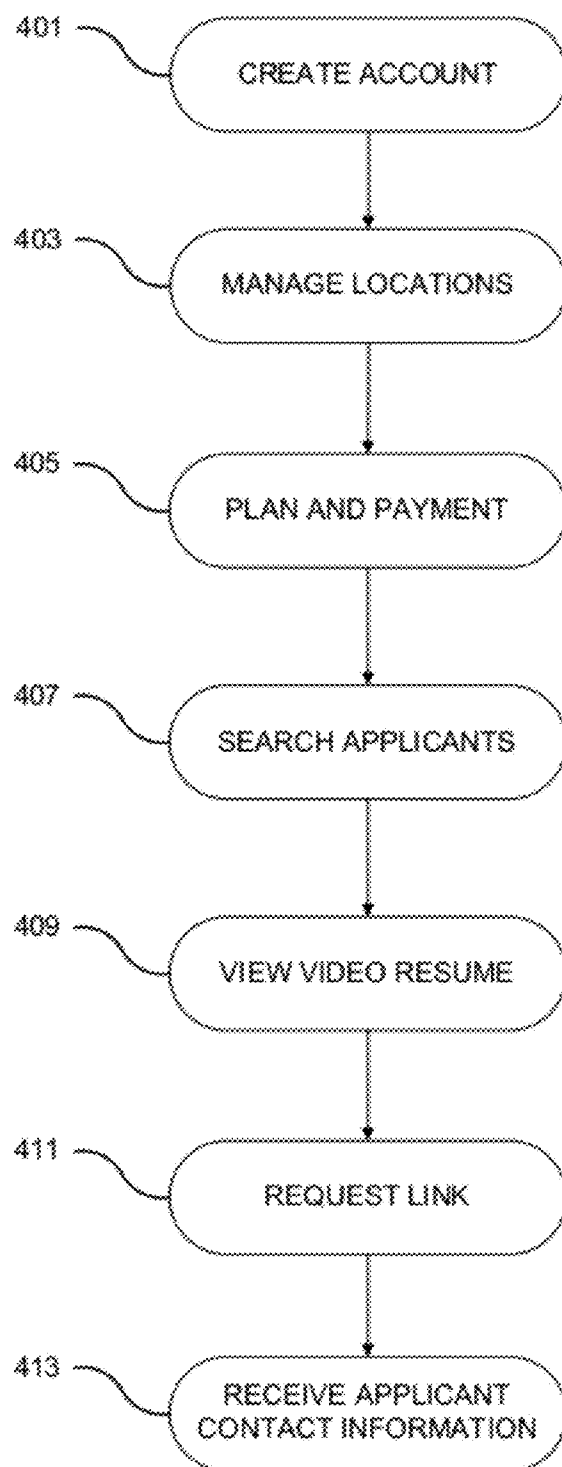 401
CREATE ACCOUNT
403
MANAGE LOCATIONS
405
PLAN AND PAYMENT
407
SEARCH APPLICANTS
409
VIEW VIDEO RESUME
411
REQUEST LINK
413
RECEIVE APPLICANT
CONTACT INFORMATION